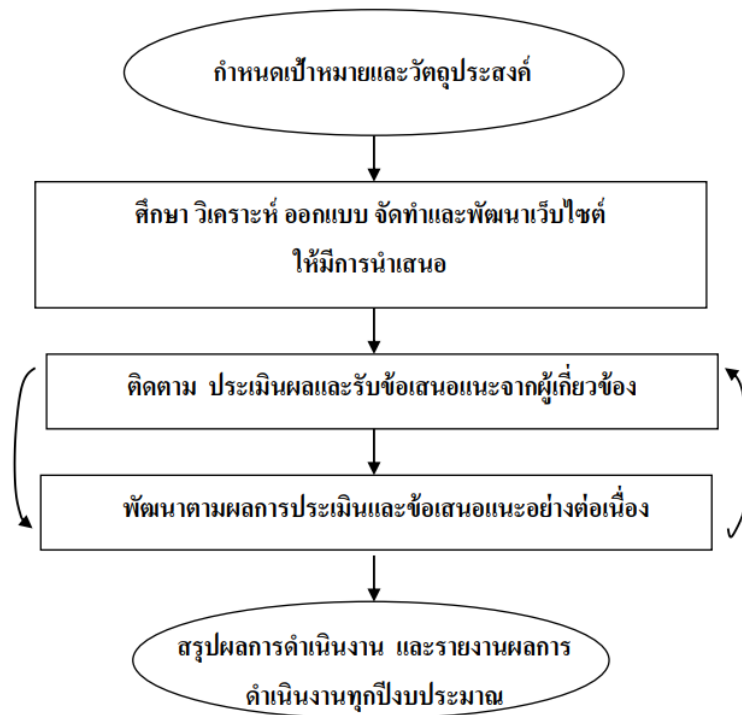 กำหนดเป้าหมายและวัตถุประสงค์
ศึกษา วิเคราะห์ ออกแบบ จัดทำและพัฒนาเว็บไซต์
ให้มีการนำเสนอ
ติดตาม ประเมินผลและรับข้อเสนอแนะจากผู้เกี่ยวข้อง
พัฒนาตามผลการประเมินและข้อเสนอแนะอย่างต่อเนื่อง
สรุปผลการดำเนินงาน และรายงานผลการ
ดำเนินงานทุกปีงบประมาณ